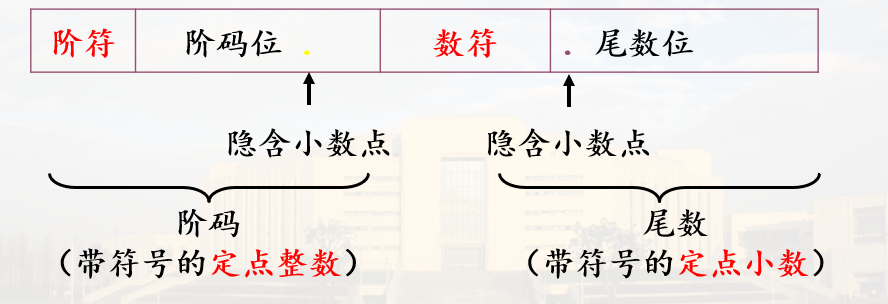 阶符 阶码位 . 数符 . 尾数位
隐含小数点 隐含小数点
阶码 尾数
（带符号的定点整数） （带符号的定点小数）